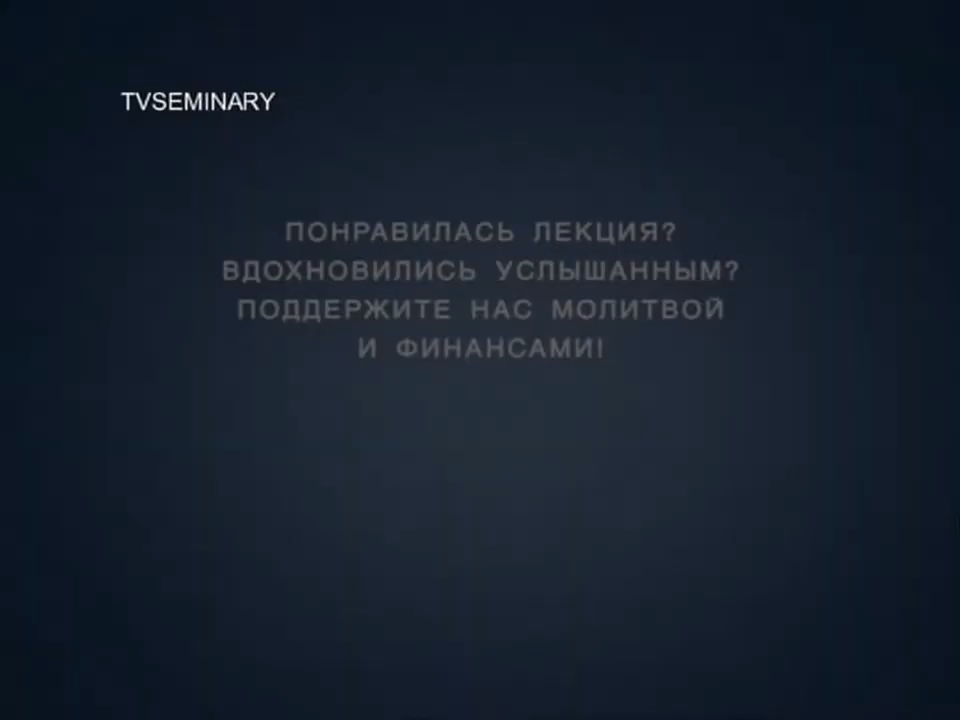 TVSEMINARY
ПОНРАВИЛАСЬ ЛЕКЦИЯ?
ВДОХНОВИЛИСЬ УСЛЫШАННЫМ?
ПОДДЕРЖИТЕ НАС МОЛИТВОЙ
И ФИНАНСАМИ!